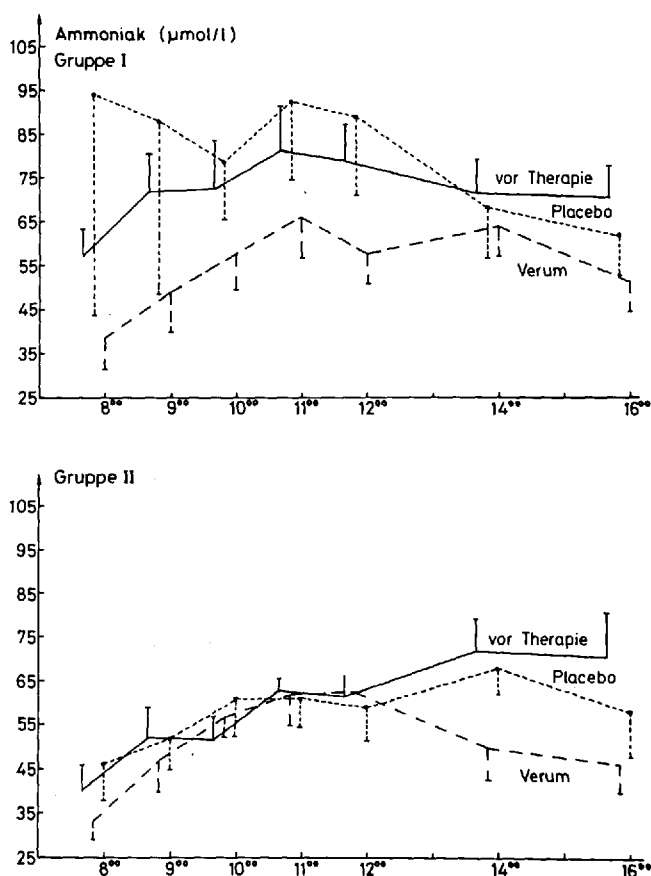 Ammoniak (µmol/l)
Gruppe I
105
95
85
75
65
55
45
35
25
vor Therapie
Placebo
Verum
8⁰⁰ 9⁰⁰ 10⁰⁰ 11⁰⁰ 12⁰⁰ 14⁰⁰ 16⁰⁰
Gruppe II
105
95
85
75
65
55
45
35
25
vor Therapie
Placebo
Verum
8⁰⁰ 9⁰⁰ 10⁰⁰ 11⁰⁰ 12⁰⁰ 14⁰⁰ 16⁰⁰